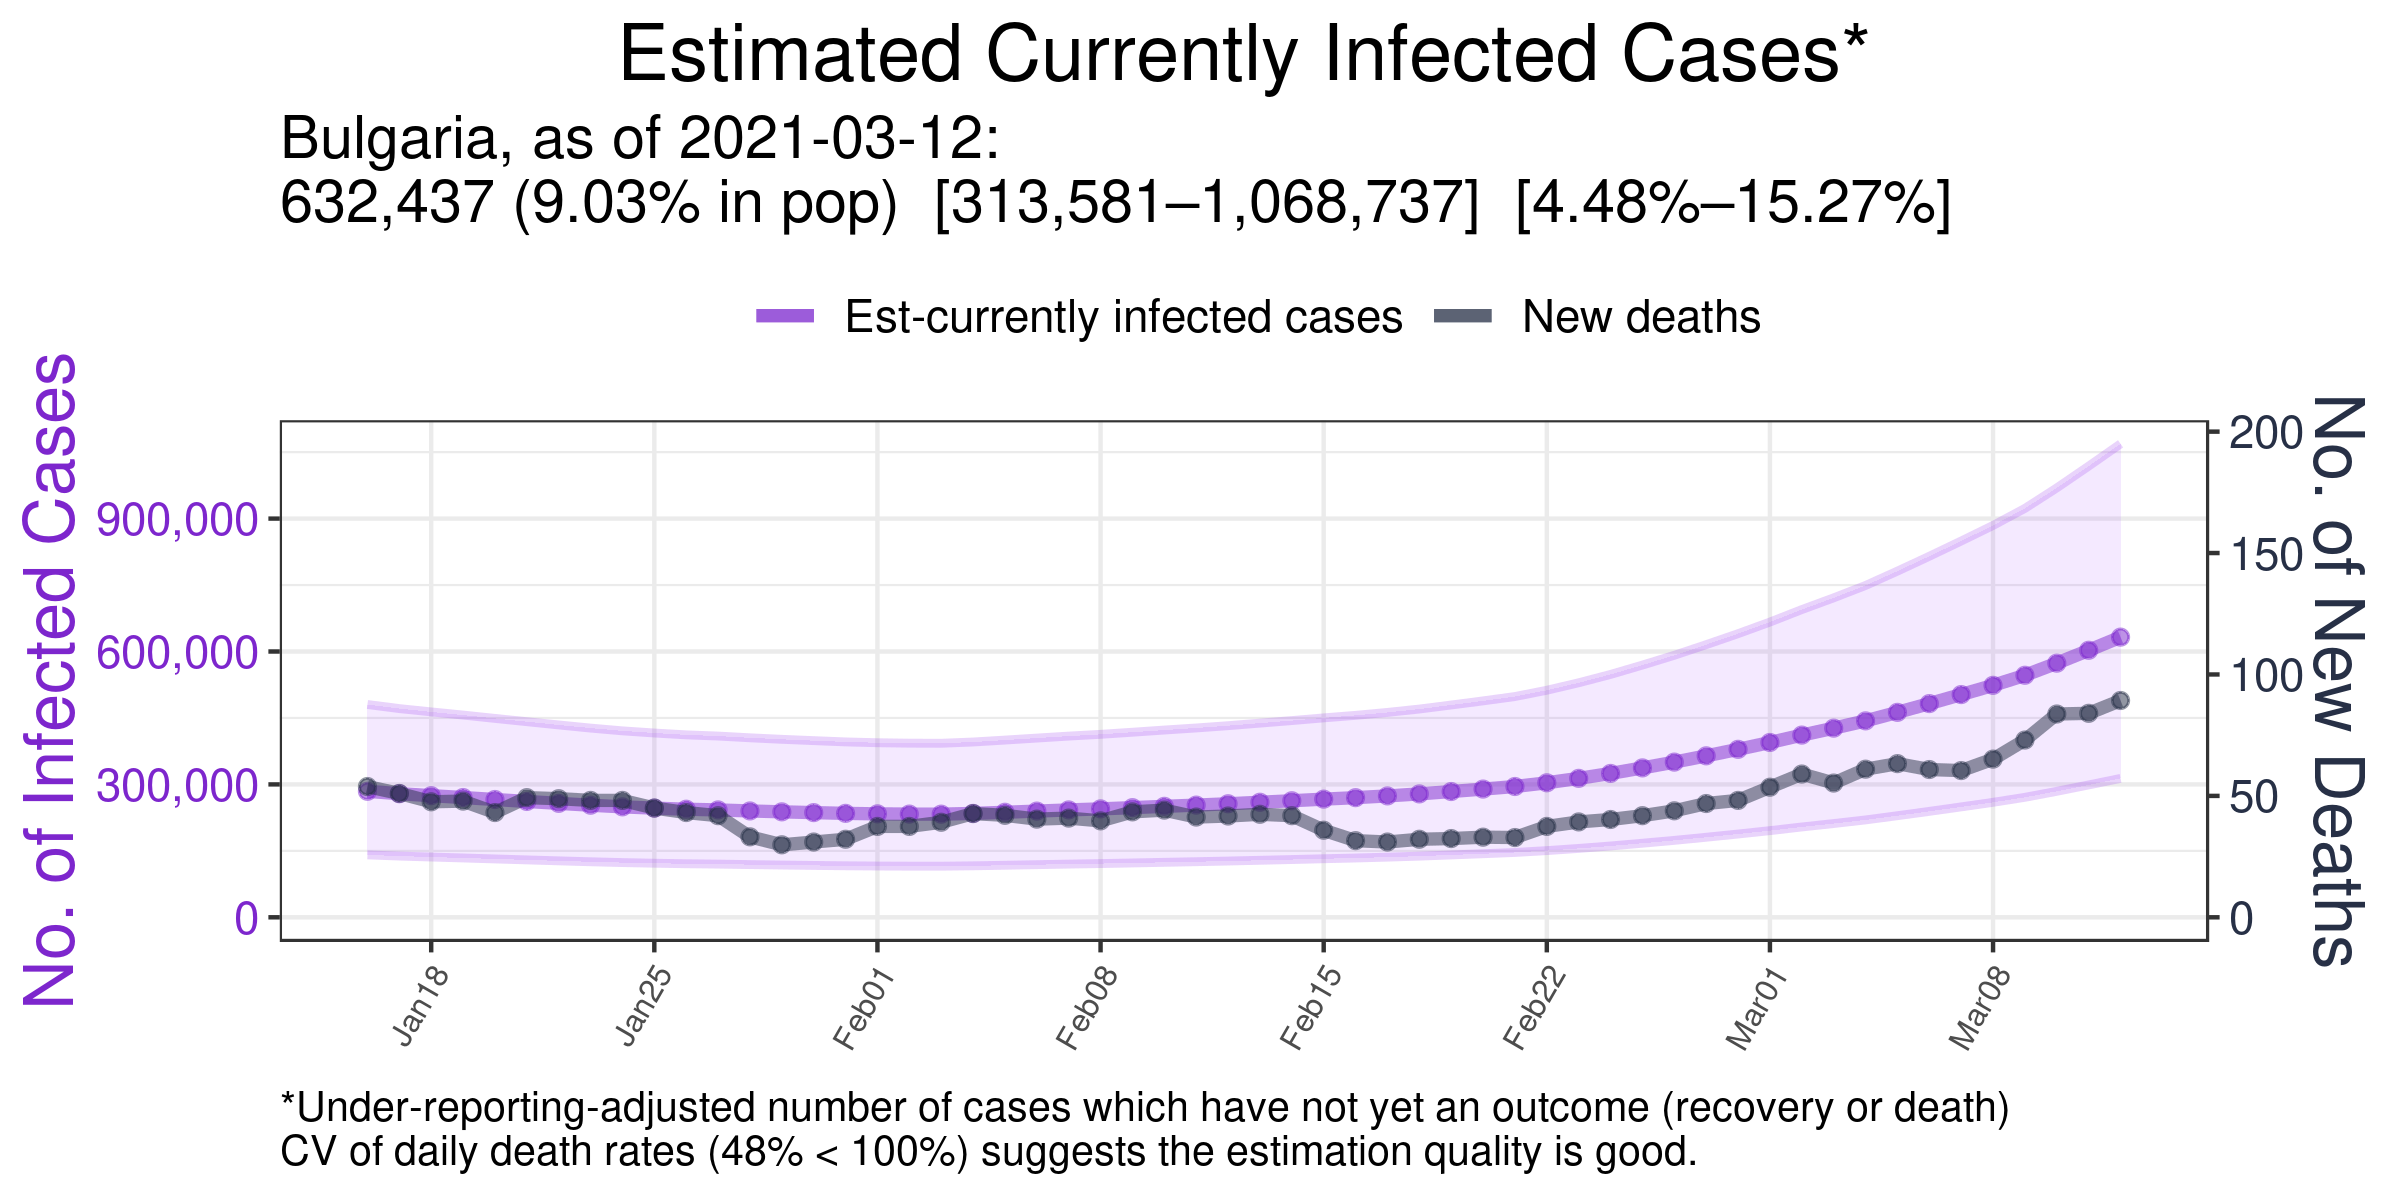 Estimated Currently Infected Cases*
Bulgaria, as of 2021-03-12:
632,437 (9.03% in pop)  [313,581–1,068,737]  [4.48%–15.27%]
Est-currently infected cases
New deaths
No. of Infected Cases
900,000
600,000
300,000
0
200
150
100
50
0
No. of New Deaths
Jan18
Jan25
Feb01
Feb08
Feb15
Feb22
Mar01
Mar08
*Under-reporting-adjusted number of cases which have not yet an outcome (recovery or death)
CV of daily death rates (48% < 100%) suggests the estimation quality is good.